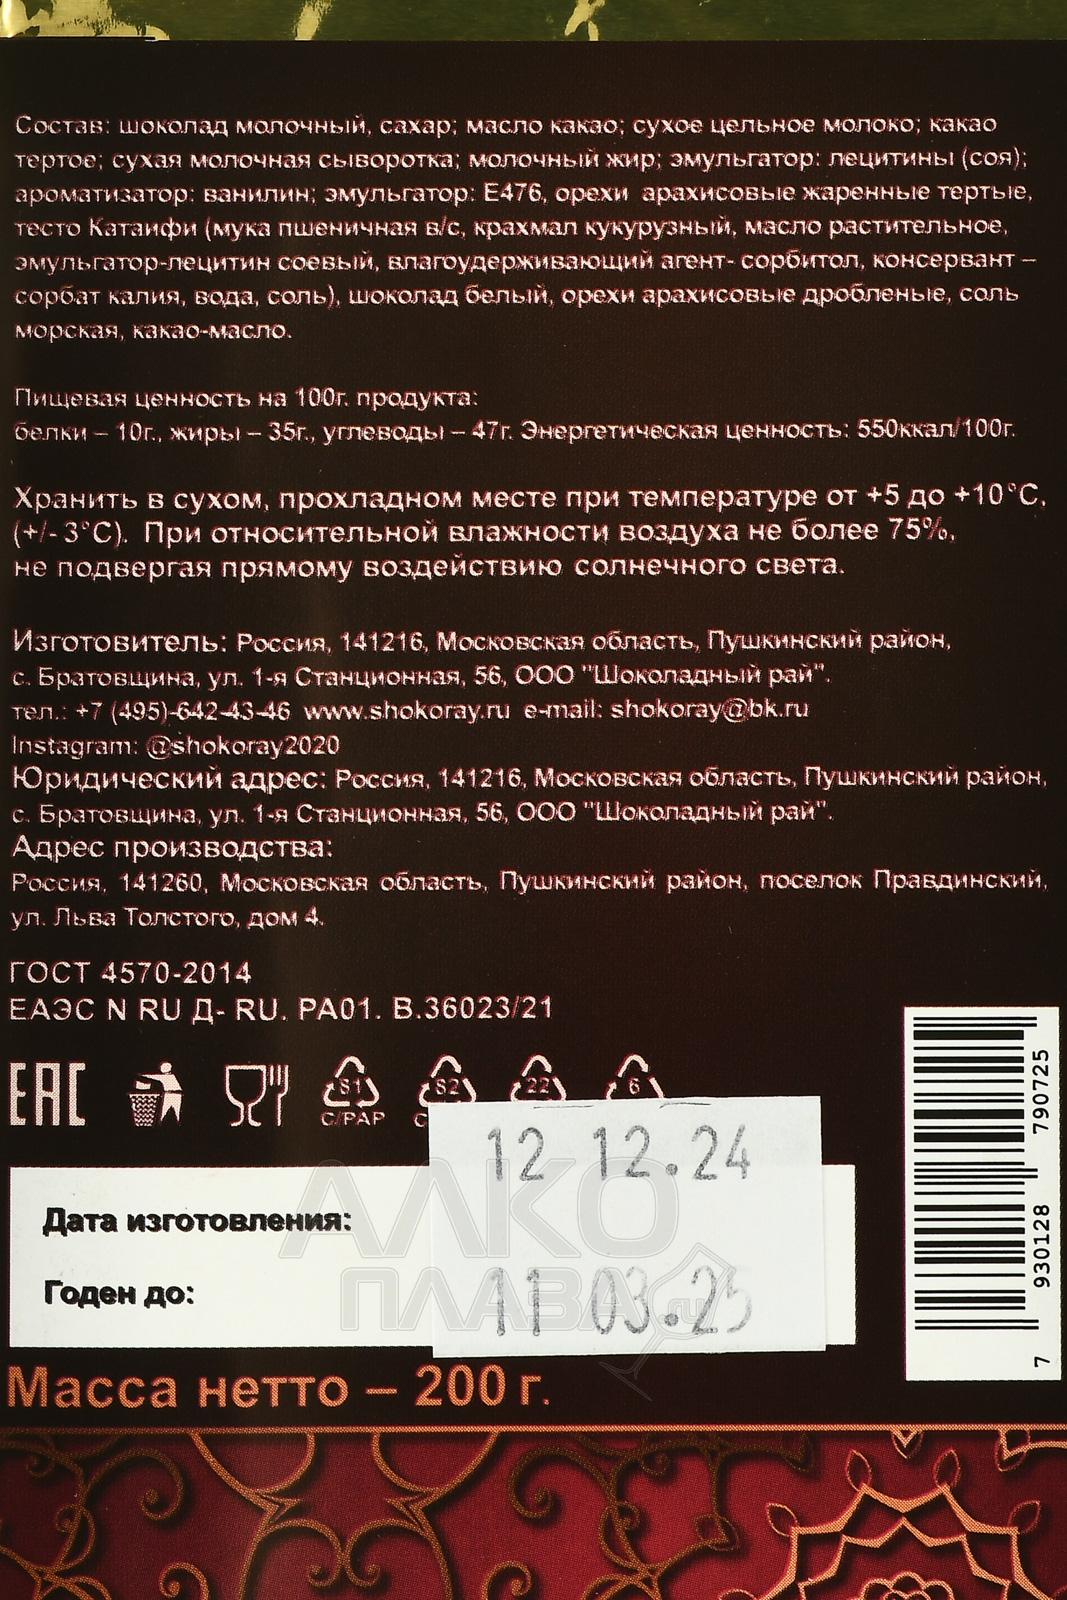 Состав: шоколад молочный, сахар; масло какао; сухое цельное молоко; какао
тертое; сухая молочная сыворотка; молочный жир; эмульгатор: лецитины (соя);
ароматизатор: ванилин; эмульгатор: Е476, орехи арахисовые жаренные тертые,
тесто Катаифи (мука пшеничная в/с, крахмал кукурузный, масло растительное,
эмульгатор-лецитин соевый, влагоудерживающий агент- сорбитол, консервант –
сорбат калия, вода, соль), шоколад белый, орехи арахисовые дробленые, соль
морская, какао-масло.
Пищевая ценность на 100г. продукта:
белки – 10г., жиры – 35г., углеводы – 47г. Энергетическая ценность: 550ккал/100г.
Хранить в сухом, прохладном месте при температуре от +5 до +10°С,
(+/- 3°С). При относительной влажности воздуха не более 75%,
не подвергая прямому воздействию солнечного света.
Изготовитель: Россия, 141216, Московская область, Пушкинский район,
с. Братовщина, ул. 1-я Станционная, 56, ООО "Шоколадный рай".
тел.: +7 (495)-642-43-46 www.shokoray.ru e-mail: shokoray@bk.ru
Instagram: @shokoray2020
Юридический адрес: Россия, 141216, Московская область, Пушкинский район,
с. Братовщина, ул. 1-я Станционная, 56, ООО "Шоколадный рай".
Адрес производства:
Россия, 141260, Московская область, Пушкинский район, поселок Правдинский,
ул. Льва Толстого, дом 4.
ГОСТ 4570-2014
ЕАЭС N RU Д- RU. РА01. В.36023/21
EAC
81 82 22 6
C/PAP
12 12.24
Дата изготовления:
Годен до:
11 03.25
АЛКО
ПЛАВА.ru
Масса нетто – 200 г.
7 930128 790725